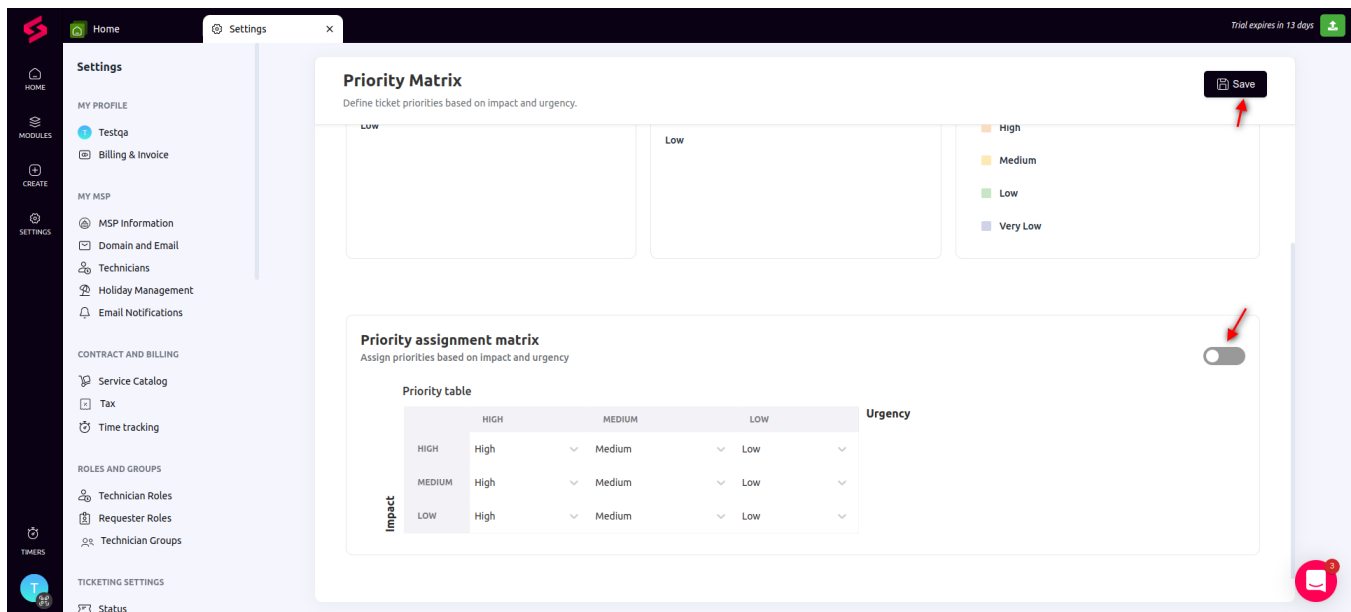 Home
Settings
×
Trial expires in 13 days
HOME
MODULES
CREATE
SETTINGS
TIMERS
T
Settings
MY PROFILE
T
Testqa
Billing & Invoice
MY MSP
MSP Information
Domain and Email
Technicians
Holiday Management
Email Notifications
CONTRACT AND BILLING
Service Catalog
Tax
Time tracking
ROLES AND GROUPS
Technician Roles
Requester Roles
Technician Groups
TICKETING SETTINGS
Status
Priority Matrix
Define ticket priorities based on impact and urgency.
Save
Low
Low
High
Medium
Low
Very Low
Priority assignment matrix
Assign priorities based on impact and urgency
Priority table
HIGH MEDIUM LOW
Urgency
HIGH High Medium Low
MEDIUM High Medium Low
LOW High Medium Low
Impact
3